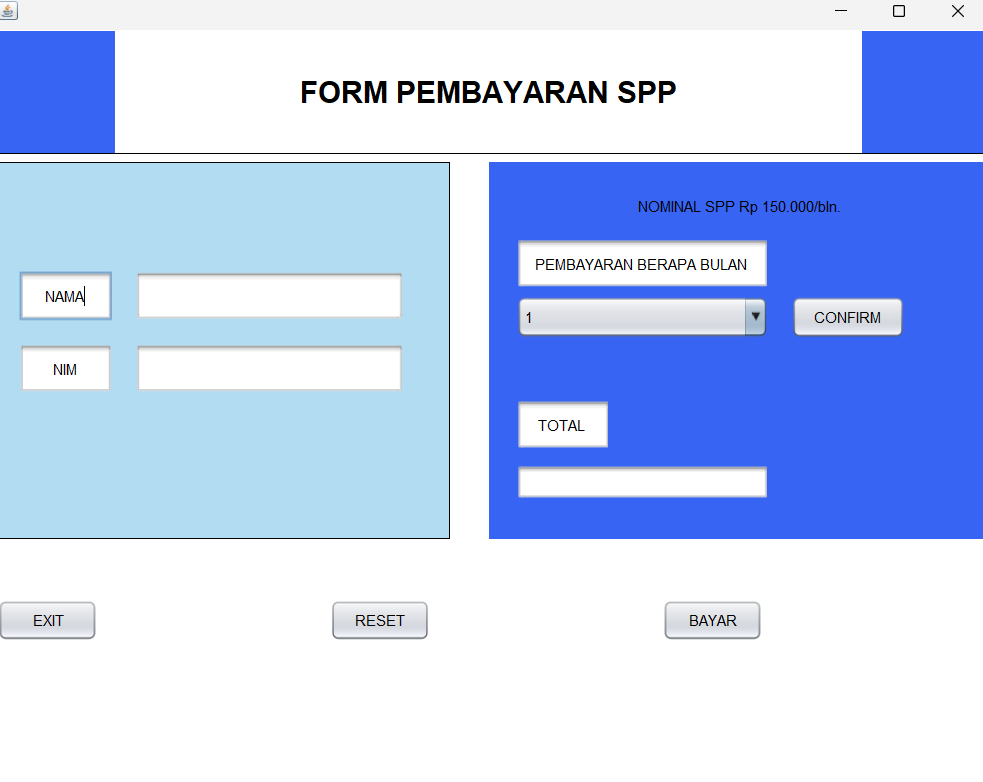 FORM PEMBAYARAN SPP
NAMA
NIM
NOMINAL SPP Rp 150.000/bln.
PEMBAYARAN BERAPA BULAN
1
CONFIRM
TOTAL
EXIT
RESET
BAYAR